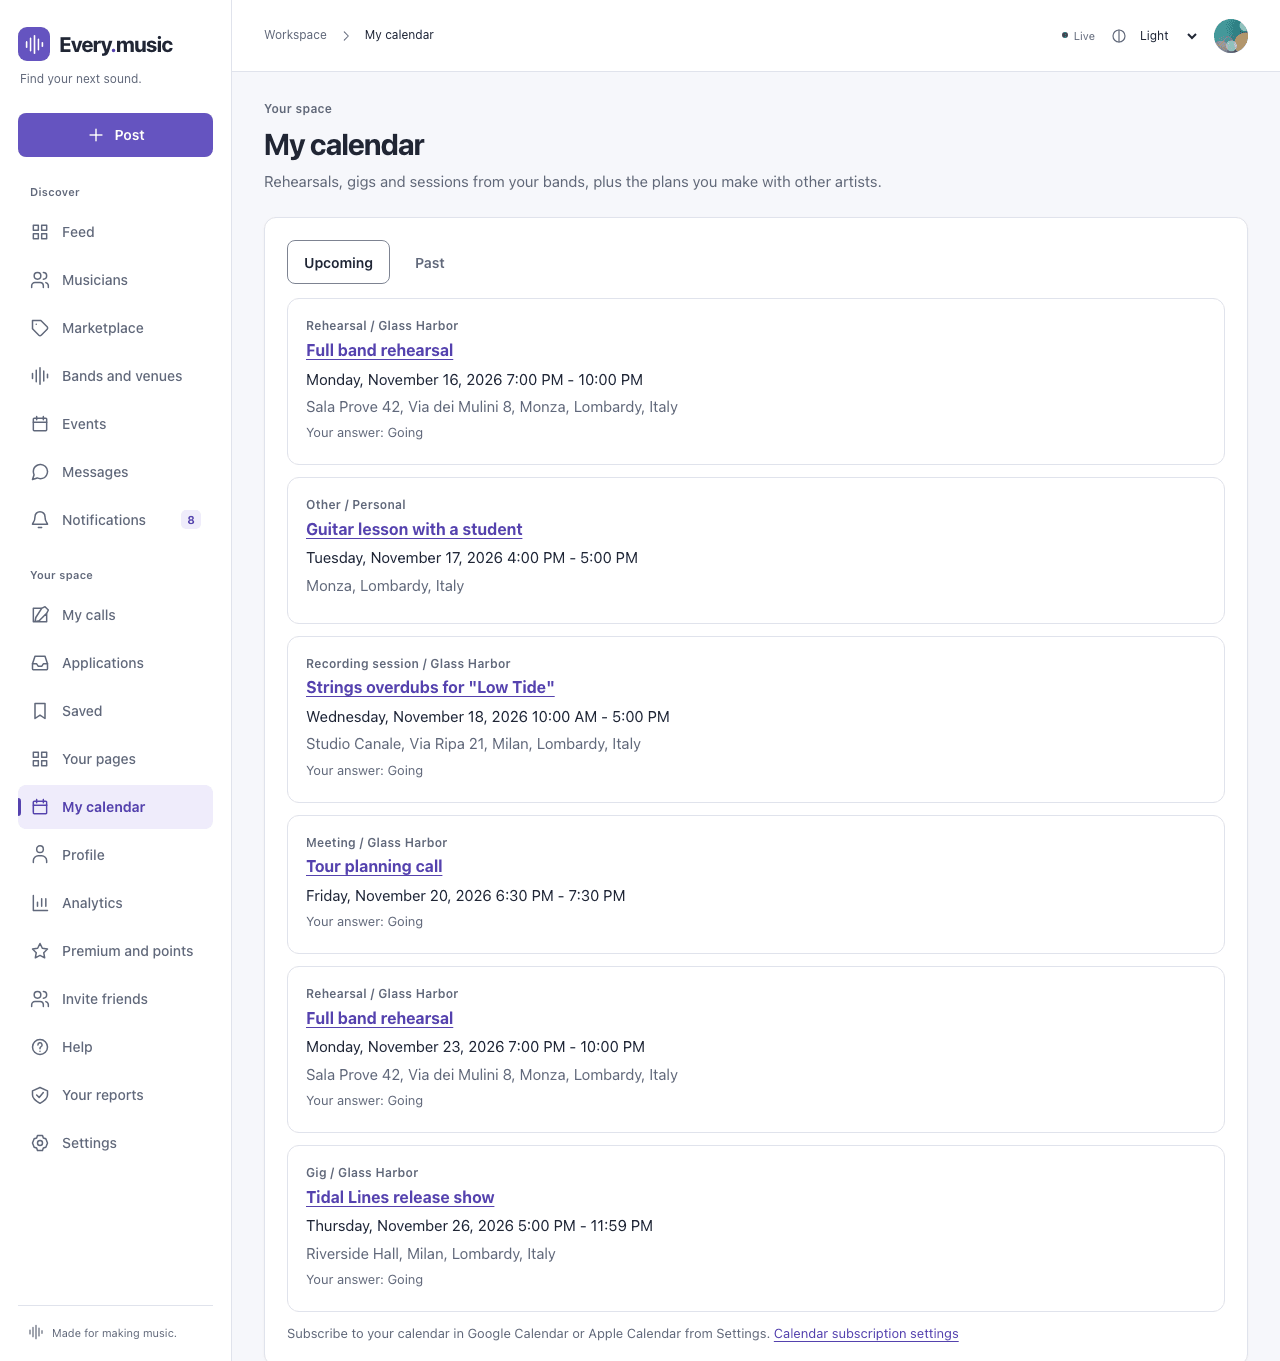 Every.music
Find your next sound.
Post
Discover
Feed
Musicians
Marketplace
Bands and venues
Events
Messages
Notifications 8
Your space
My calls
Applications
Saved
Your pages
My calendar
Profile
Analytics
Premium and points
Invite friends
Help
Your reports
Settings
Made for making music.
Workspace My calendar
Live Light
Your space
My calendar
Rehearsals, gigs and sessions from your bands, plus the plans you make with other artists.
Upcoming Past
Rehearsal / Glass Harbor
Full band rehearsal
Monday, November 16, 2026 7:00 PM - 10:00 PM
Sala Prove 42, Via dei Mulini 8, Monza, Lombardy, Italy
Your answer: Going
Other / Personal
Guitar lesson with a student
Tuesday, November 17, 2026 4:00 PM - 5:00 PM
Monza, Lombardy, Italy
Recording session / Glass Harbor
Strings overdubs for "Low Tide"
Wednesday, November 18, 2026 10:00 AM - 5:00 PM
Studio Canale, Via Ripa 21, Milan, Lombardy, Italy
Your answer: Going
Meeting / Glass Harbor
Tour planning call
Friday, November 20, 2026 6:30 PM - 7:30 PM
Your answer: Going
Rehearsal / Glass Harbor
Full band rehearsal
Monday, November 23, 2026 7:00 PM - 10:00 PM
Sala Prove 42, Via dei Mulini 8, Monza, Lombardy, Italy
Your answer: Going
Gig / Glass Harbor
Tidal Lines release show
Thursday, November 26, 2026 5:00 PM - 11:59 PM
Riverside Hall, Milan, Lombardy, Italy
Your answer: Going
Subscribe to your calendar in Google Calendar or Apple Calendar from Settings. Calendar subscription settings